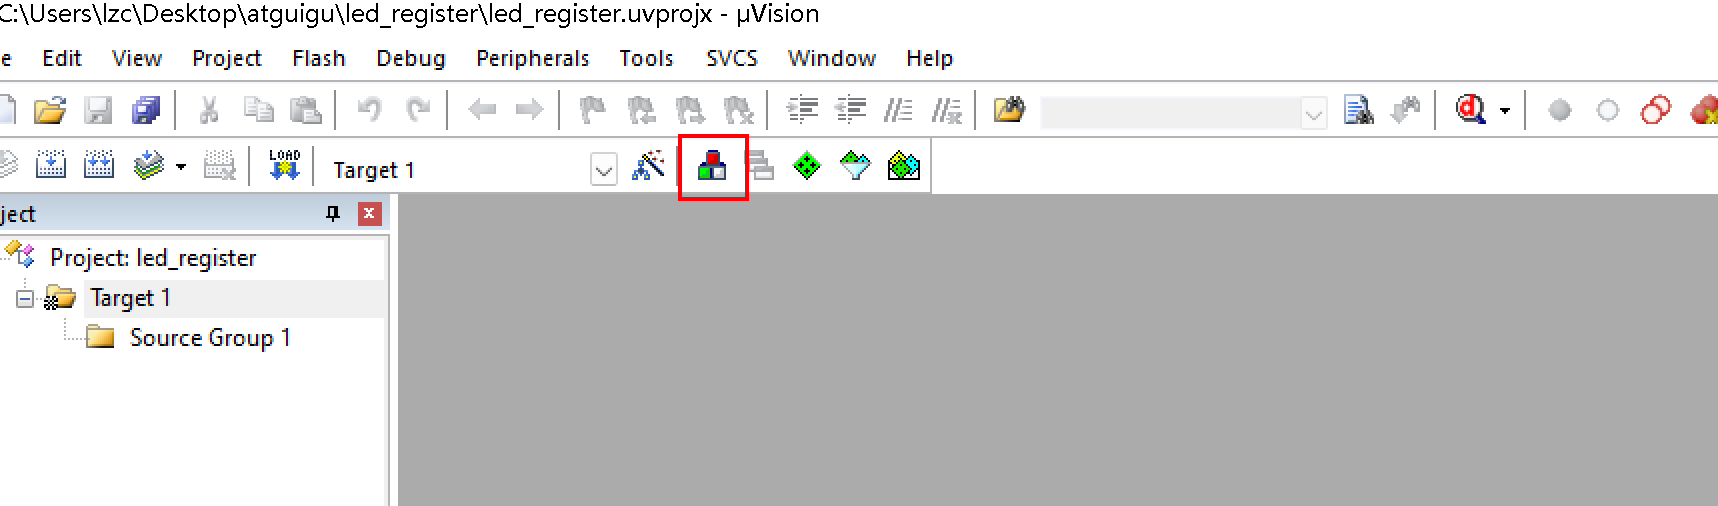 C:\Users\lzc\Desktop\atguigu\led_register\led_register.uvprojx - µVision
e Edit View Project Flash Debug Peripherals Tools SVCS Window Help
LOAD Target 1
ject
Project: led_register
Target 1
Source Group 1